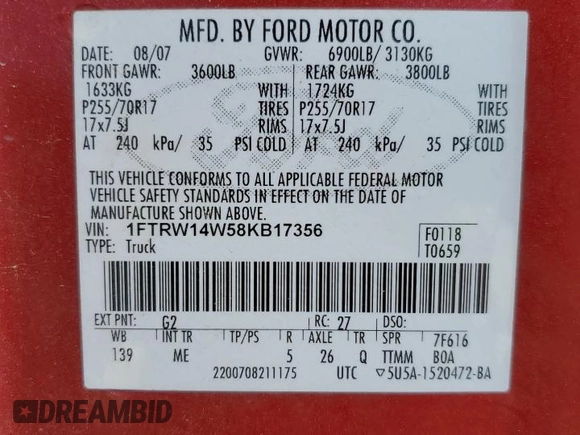 MFD. BY FORD MOTOR CO.
DATE: 08/07 GVWR: 6900LB/ 3130KG
FRONT GAWR: 3600LB REAR GAWR: 3800LB
1633KG WITH 1724KG WITH
P255/70R17 TIRES P255/70R17 TIRES
17x7.5J RIMS 17x7.5J RIMS
AT 240 kPa/ 35 PSI COLD AT 240 kPa/ 35 PSI COLD
THIS VEHICLE CONFORMS TO ALL APPLICABLE FEDERAL MOTOR
VEHICLE SAFETY STANDARDS IN EFFECT ON THE DATE OF
MANUFACTURE SHOWN ABOVE.
VIN: 1FTRW14W58KB17356 F0118
TYPE: Truck T0659
EXT PNT: G2 RC: 27 DSO:
WB INT TR TP/PS R AXLE TR SPR 7F616
139 ME 5 26 Q TTMM BOA
2200708211175 UTC ▽5U5A-1520472-BA
Ford
DREAMBID